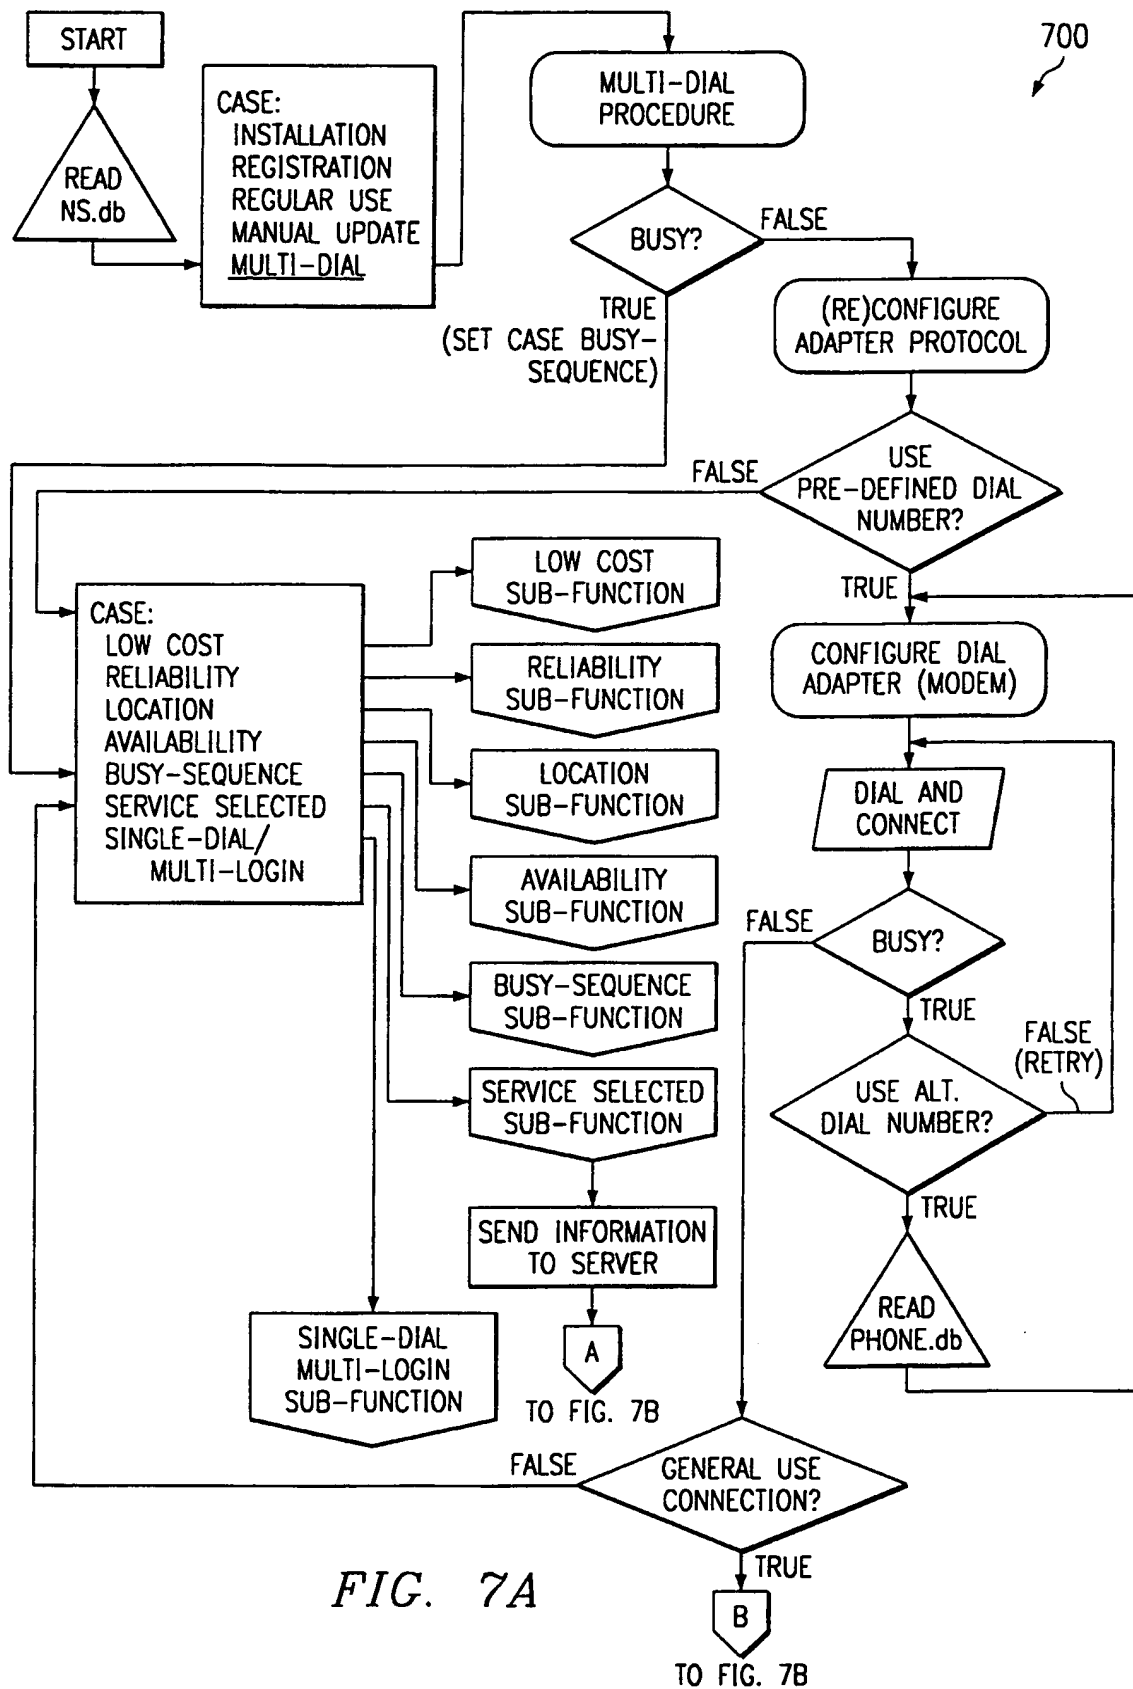 START
700
READ
NS.db
CASE:
INSTALLATION
REGISTRATION
REGULAR USE
MANUAL UPDATE
MULTI-DIAL
MULTI-DIAL
PROCEDURE
BUSY?
FALSE
TRUE
(SET CASE BUSY-
SEQUENCE)
(RE)CONFIGURE
ADAPTER PROTOCOL
USE
PRE-DEFINED DIAL
NUMBER?
FALSE
TRUE
CASE:
LOW COST
RELIABILITY
LOCATION
AVAILABLILITY
BUSY-SEQUENCE
SERVICE SELECTED
SINGLE-DIAL/
MULTI-LOGIN
LOW COST
SUB-FUNCTION
RELIABILITY
SUB-FUNCTION
LOCATION
SUB-FUNCTION
AVAILABILITY
SUB-FUNCTION
BUSY-SEQUENCE
SUB-FUNCTION
SERVICE SELECTED
SUB-FUNCTION
SEND INFORMATION
TO SERVER
A
TO FIG. 7B
SINGLE-DIAL
MULTI-LOGIN
SUB-FUNCTION
CONFIGURE DIAL
ADAPTER (MODEM)
DIAL AND
CONNECT
BUSY?
FALSE
TRUE
USE ALT.
DIAL NUMBER?
FALSE
(RETRY)
TRUE
READ
PHONE.db
GENERAL USE
CONNECTION?
FALSE
TRUE
B
TO FIG. 7B
FIG. 7A